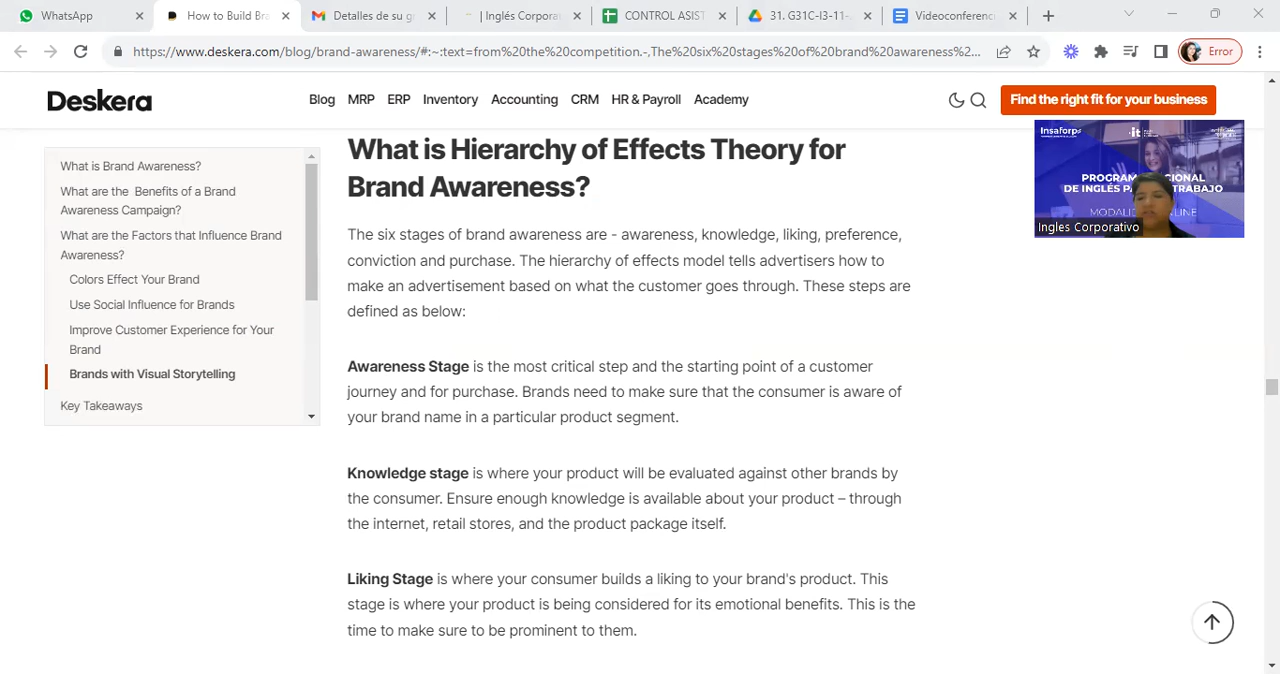 WhatsApp
How to Build Bra
Detalles de su g
| Inglés Corpora
CONTROL ASIST
31. G31C-I3-11-
Videoconferenc
https://www.deskera.com/blog/brand-awareness/#:~:text=from%20the%20competition.-,The%20six%20stages%20of%20brand%20awareness%2...
Error
Deskera
Blog MRP ERP Inventory Accounting CRM HR & Payroll Academy
Find the right fit for your business
What is Brand Awareness?
What are the Benefits of a Brand
Awareness Campaign?
What are the Factors that Influence Brand
Awareness?
Colors Effect Your Brand
Use Social Influence for Brands
Improve Customer Experience for Your
Brand
Brands with Visual Storytelling
Key Takeaways
What is Hierarchy of Effects Theory for
Brand Awareness?
The six stages of brand awareness are - awareness, knowledge, liking, preference,
conviction and purchase. The hierarchy of effects model tells advertisers how to
make an advertisement based on what the customer goes through. These steps are
defined as below:
Awareness Stage is the most critical step and the starting point of a customer
journey and for purchase. Brands need to make sure that the consumer is aware of
your brand name in a particular product segment.
Knowledge stage is where your product will be evaluated against other brands by
the consumer. Ensure enough knowledge is available about your product – through
the internet, retail stores, and the product package itself.
Liking Stage is where your consumer builds a liking to your brand's product. This
stage is where your product is being considered for its emotional benefits. This is the
time to make sure to be prominent to them.
Insaforp
it
PROGRAM CIONAL
DE INGLÉS PA TRABAJO
MODALI LINE
Ingles Corporativo